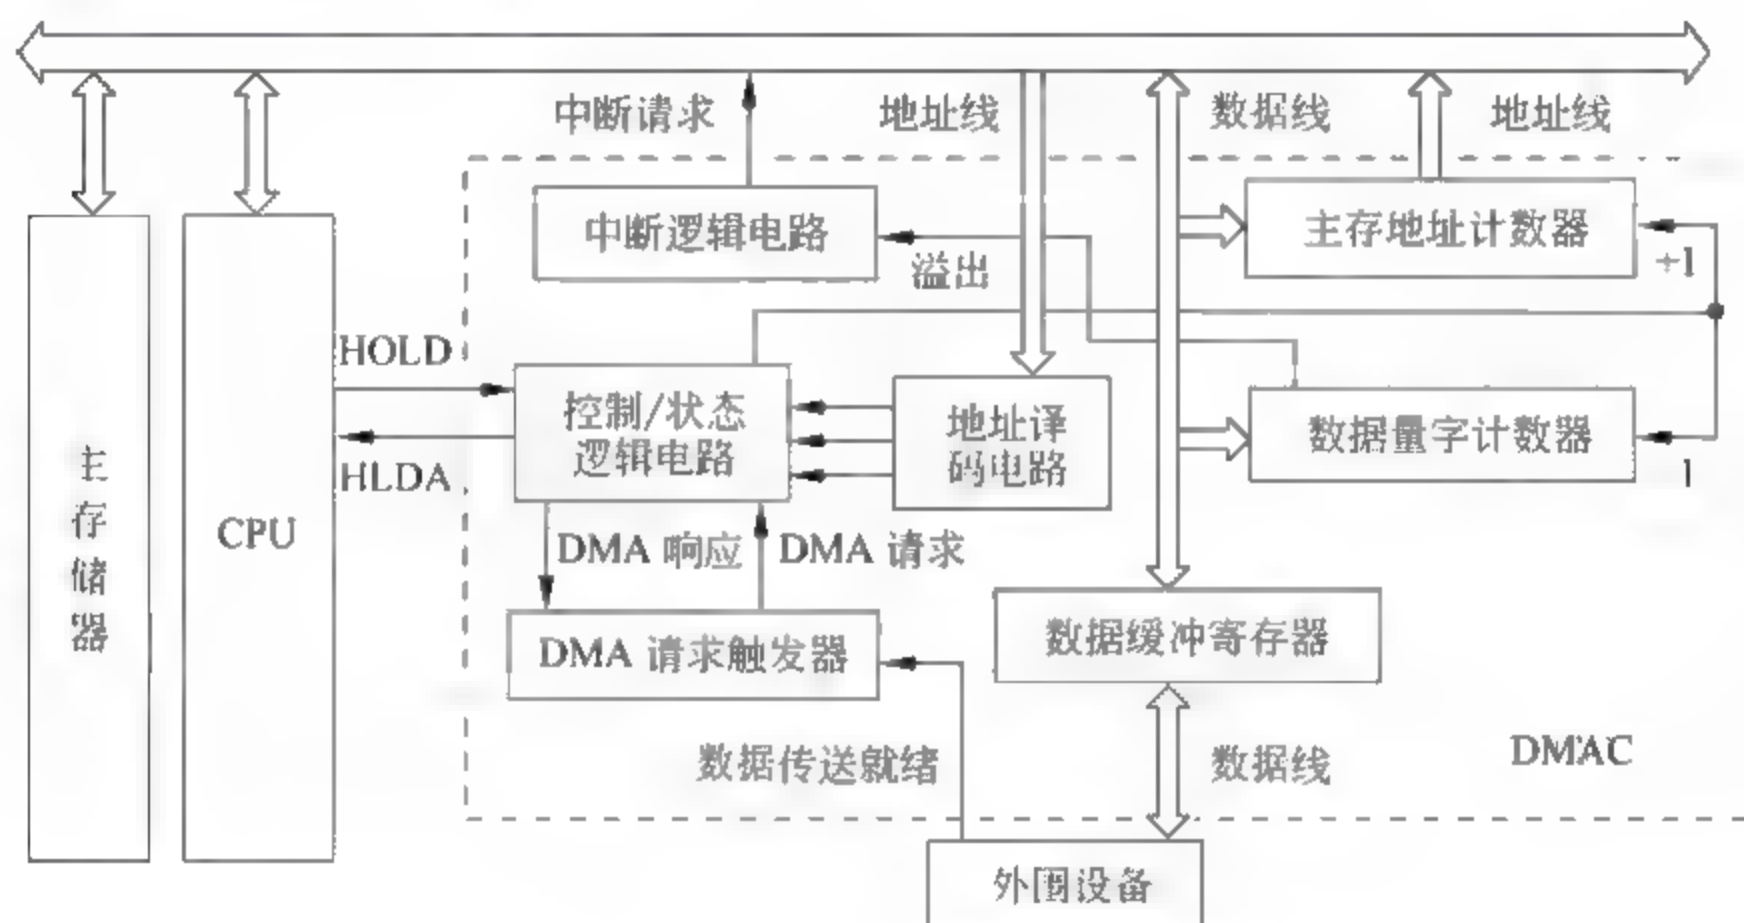 中断请求
地址线
数据线
地址线
中断逻辑电路
溢出
主存地址计数器
+1
HOLD
HLDA
控制/状态
逻辑电路
地址译
码电路
数据量字计数器
1
主存储器
CPU
DMA 响应
DMA 请求
DMA 请求触发器
数据缓冲寄存器
数据传送就绪
数据线
DMAC
外围设备